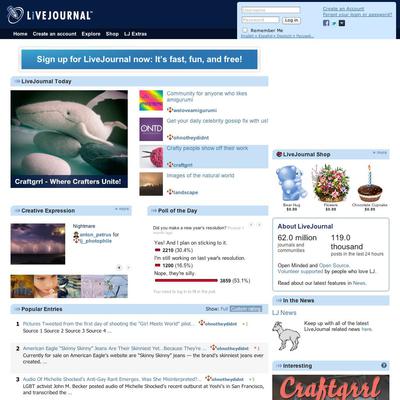 LiVEJOURNAL™
Username
Password
Log in
Remember Me
Create an Account
Forgot your login or password?
English • Español • Deutsch • Русский…
Home Create an account Explore Shop LJ Extras
Sign up for LiveJournal now: It's fast, fun, and free!
LiveJournal Today
Community for anyone who likes amigurumi
weloveamigurumi
ONTD
Get your daily celebrity gossip fix with us!
ohnotheydidnt
Crafty people show off their work
craftgrrl
Images of the natural world
landscape
Craftgrrl - Where Crafters Unite!
LiveJournal Shop
+ more
Bear Hug
$0.99
Flowers
$0.99
Chocolate Cupcake
$0.99
Creative Expression
+ more
Nightmare
anton_petrus for
lj_photophile
Poll of the Day
Did you make a new year's resolution?
Yes! And I plan on sticking to it.
2210 (30.4%)
I'm still working on last year's resolution.
1200 (16.5%)
Nope, they're silly.
3859 (53.1%)
You need to log in to fill in the poll.
About LiveJournal
62.0 million
journals and communities
119.0 thousand
posts in the last 24 hours
Open Minded and Open Source.
Volunteer supported by people who love LJ.
Read about our latest features in News.
In the News
LJ News
Keep up with all of the latest LiveJournal related news here.
+ more
Interesting
Craftgrrl
Popular Entries
Show: Full Custom rating
1 Pictures Tweeted from the first day of shooting the "Girl Meets World" pilot... ohnotheydidnt
Source 1 Source 2 Source 3 Source 4 ...
2 American Eagle "Skinny Skinny" Jeans Are Their Skinniest Yet...Because They're ... ohnotheydidnt
Currently for sale on American Eagle's website are "Skinny Skinny" jeans — the brand's skinniest jeans ever created. ...
3 Audio Of Michelle Shocked's Anti-Gay Rant Emerges. Was She Misinterpreted?... ohnotheydidnt
LGBT activist John M. Becker posted audio of Michelle Shocked's recent outburst at Yoshi's in San Francisco, and transcribed the ...